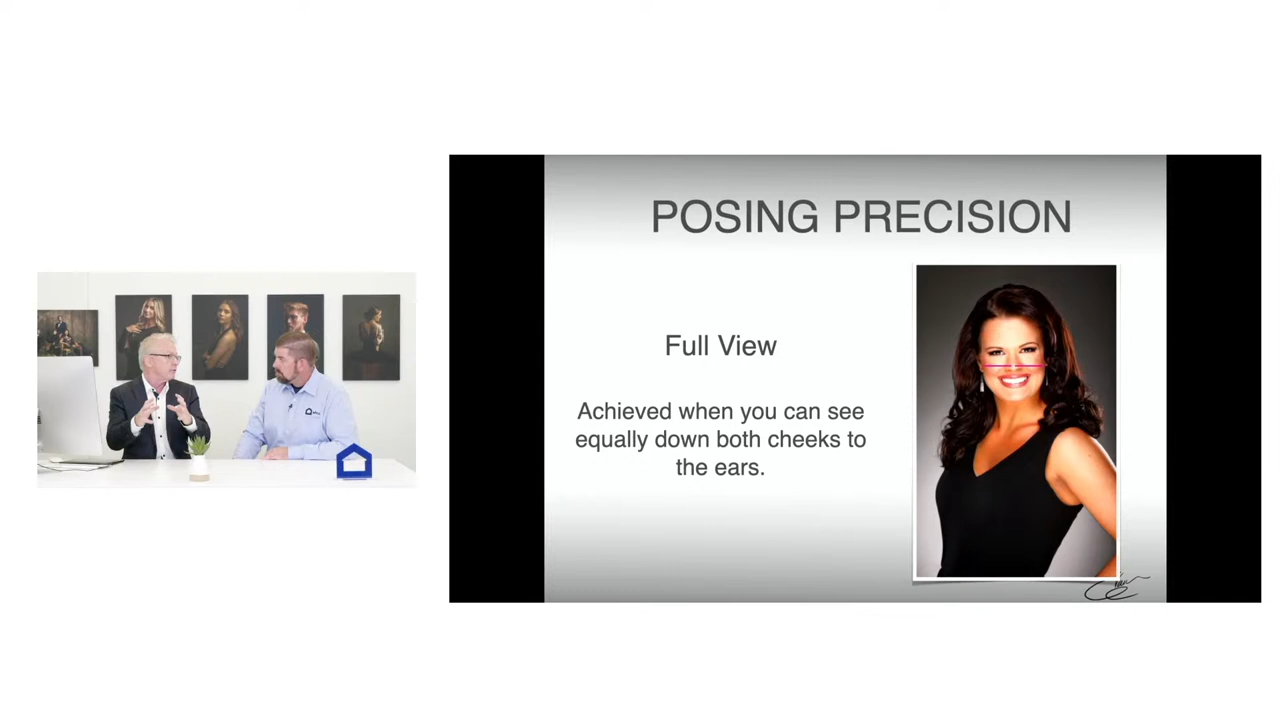 POSING PRECISION
Full View
Achieved when you can see
equally down both cheeks to
the ears.